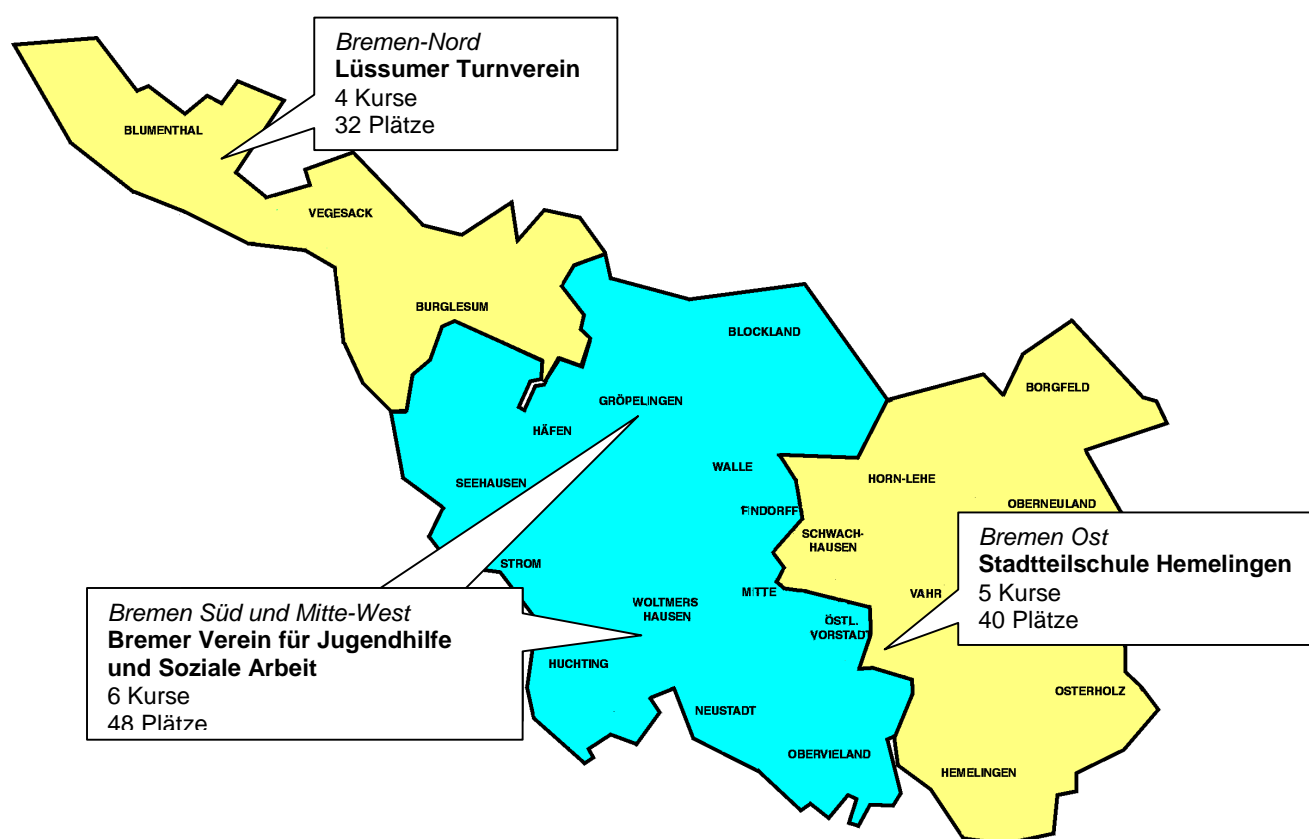 Bremen-Nord
Lüssumer Turnverein
4 Kurse
32 Plätze
BLUMENTHAL
VEGESACK
BURGLESUM
BLOCKLAND
BORGFELD
GRÖPELINGEN
HÄFEN
WALLE
HORN-LEHE
SEEHAUSEN
OBERNEULAND
FINDORFF
SCHWACH-
HAUSEN
Bremen Ost
Stadtteilschule Hemelingen
5 Kurse
40 Plätze
STROM
MITTE
VAHR
WOLTMERS
HAUSEN
ÖSTL.
VORSTADT
Bremen Süd und Mitte-West
Bremer Verein für Jugendhilfe
und Soziale Arbeit
6 Kurse
48 Plätze
HUCHTING
OSTERHOLZ
NEUSTADT
OBERVIELAND
HEMELINGEN